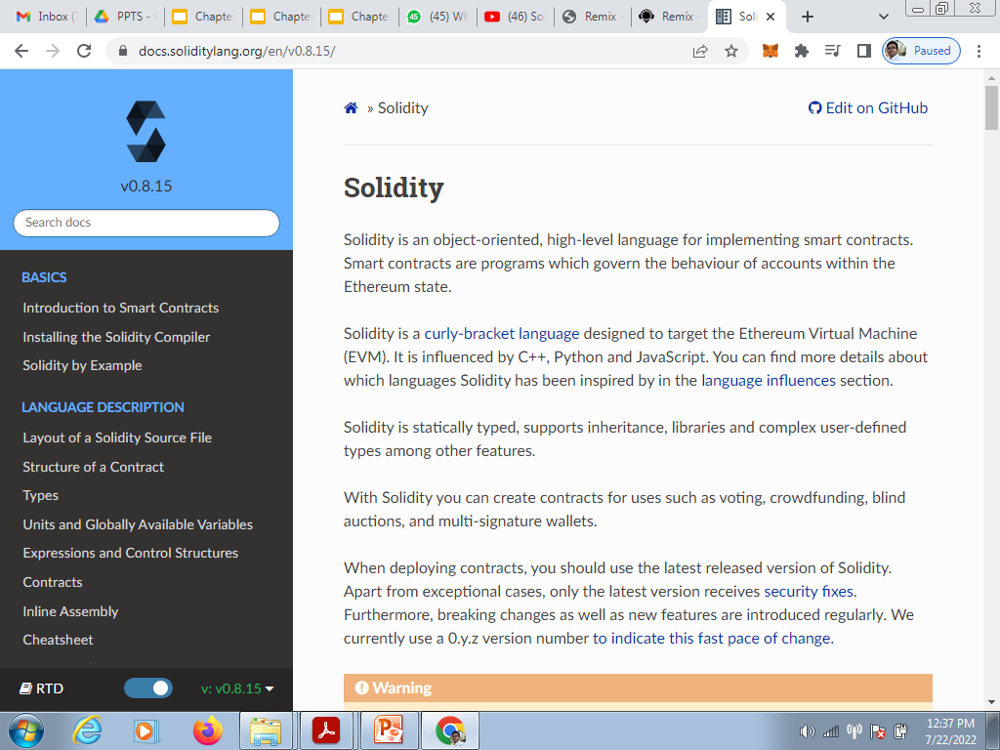 Inbox (
PPTS -
Chapte
Chapte
Chapte
45
(45) W
(46) So
Remix
Remix
Soli
docs.soliditylang.org/en/v0.8.15/
Paused
v0.8.15
Search docs
BASICS
Introduction to Smart Contracts
Installing the Solidity Compiler
Solidity by Example
LANGUAGE DESCRIPTION
Layout of a Solidity Source File
Structure of a Contract
Types
Units and Globally Available Variables
Expressions and Control Structures
Contracts
Inline Assembly
Cheatsheet
RTD
v: v0.8.15
» Solidity
Edit on GitHub
Solidity
Solidity is an object-oriented, high-level language for implementing smart contracts.
Smart contracts are programs which govern the behaviour of accounts within the
Ethereum state.
Solidity is a curly-bracket language designed to target the Ethereum Virtual Machine
(EVM). It is influenced by C++, Python and JavaScript. You can find more details about
which languages Solidity has been inspired by in the language influences section.
Solidity is statically typed, supports inheritance, libraries and complex user-defined
types among other features.
With Solidity you can create contracts for uses such as voting, crowdfunding, blind
auctions, and multi-signature wallets.
When deploying contracts, you should use the latest released version of Solidity.
Apart from exceptional cases, only the latest version receives security fixes.
Furthermore, breaking changes as well as new features are introduced regularly. We
currently use a 0.y.z version number to indicate this fast pace of change.
Warning
12:37 PM
7/22/2022